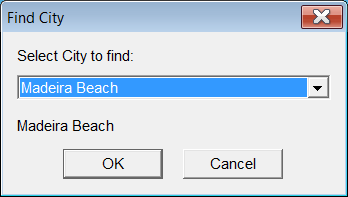 Find City
Select City to find:
Madeira Beach
Madeira Beach
OK Cancel